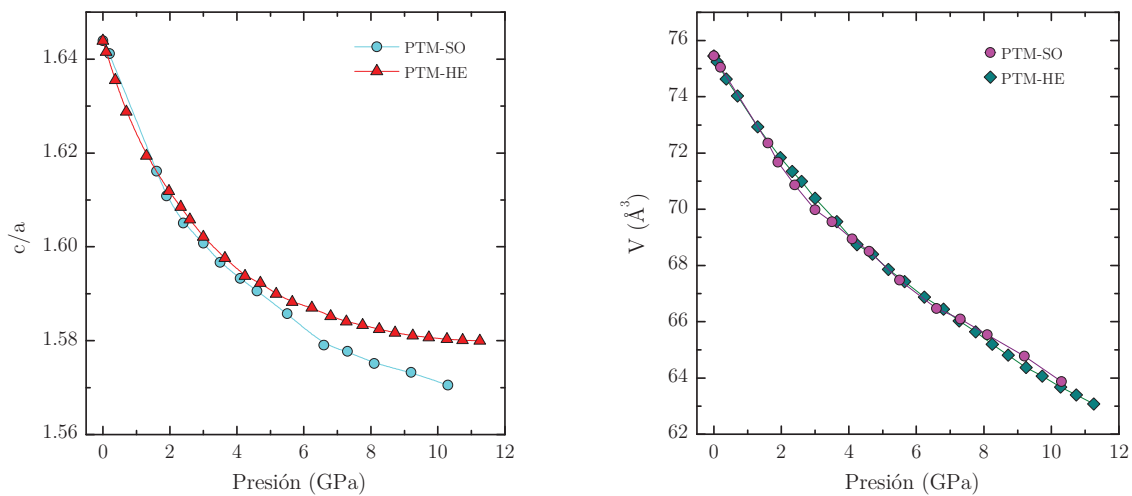 1.64
1.62
1.60
1.58
1.56
c/a
0 2 4 6 8 10 12
Presión (GPa)
PTM-SO
PTM-HE
76
74
72
70
68
66
64
62
V (Å³)
0 2 4 6 8 10 12
Presión (GPa)
PTM-SO
PTM-HE